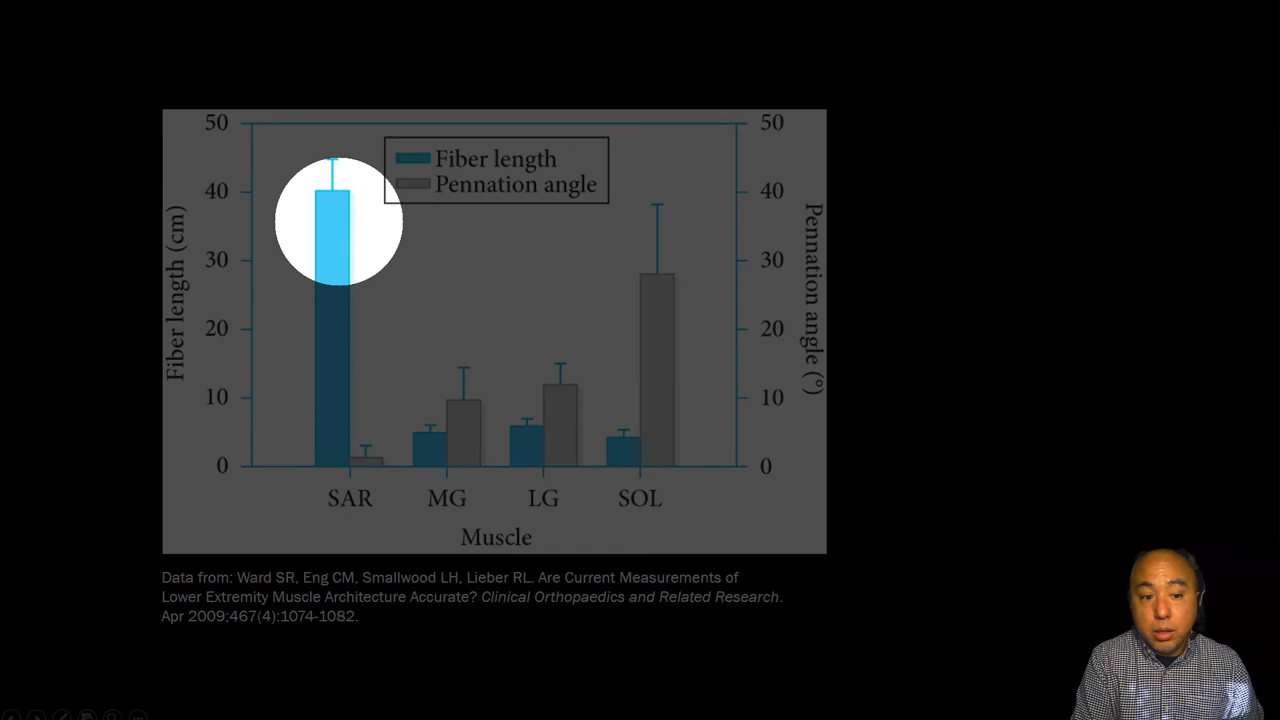 50
50
Fiber length
Pennation angle
40
40
30
30
20
20
10
10
0
0
Fiber length (cm)
Pennation angle (°)
SAR MG LG SOL
Muscle
Data from: Ward SR, Eng CM, Smallwood LH, Lieber RL. Are Current Measurements of
Lower Extremity Muscle Architecture Accurate? Clinical Orthopaedics and Related Research.
Apr 2009;467(4):1074-1082.